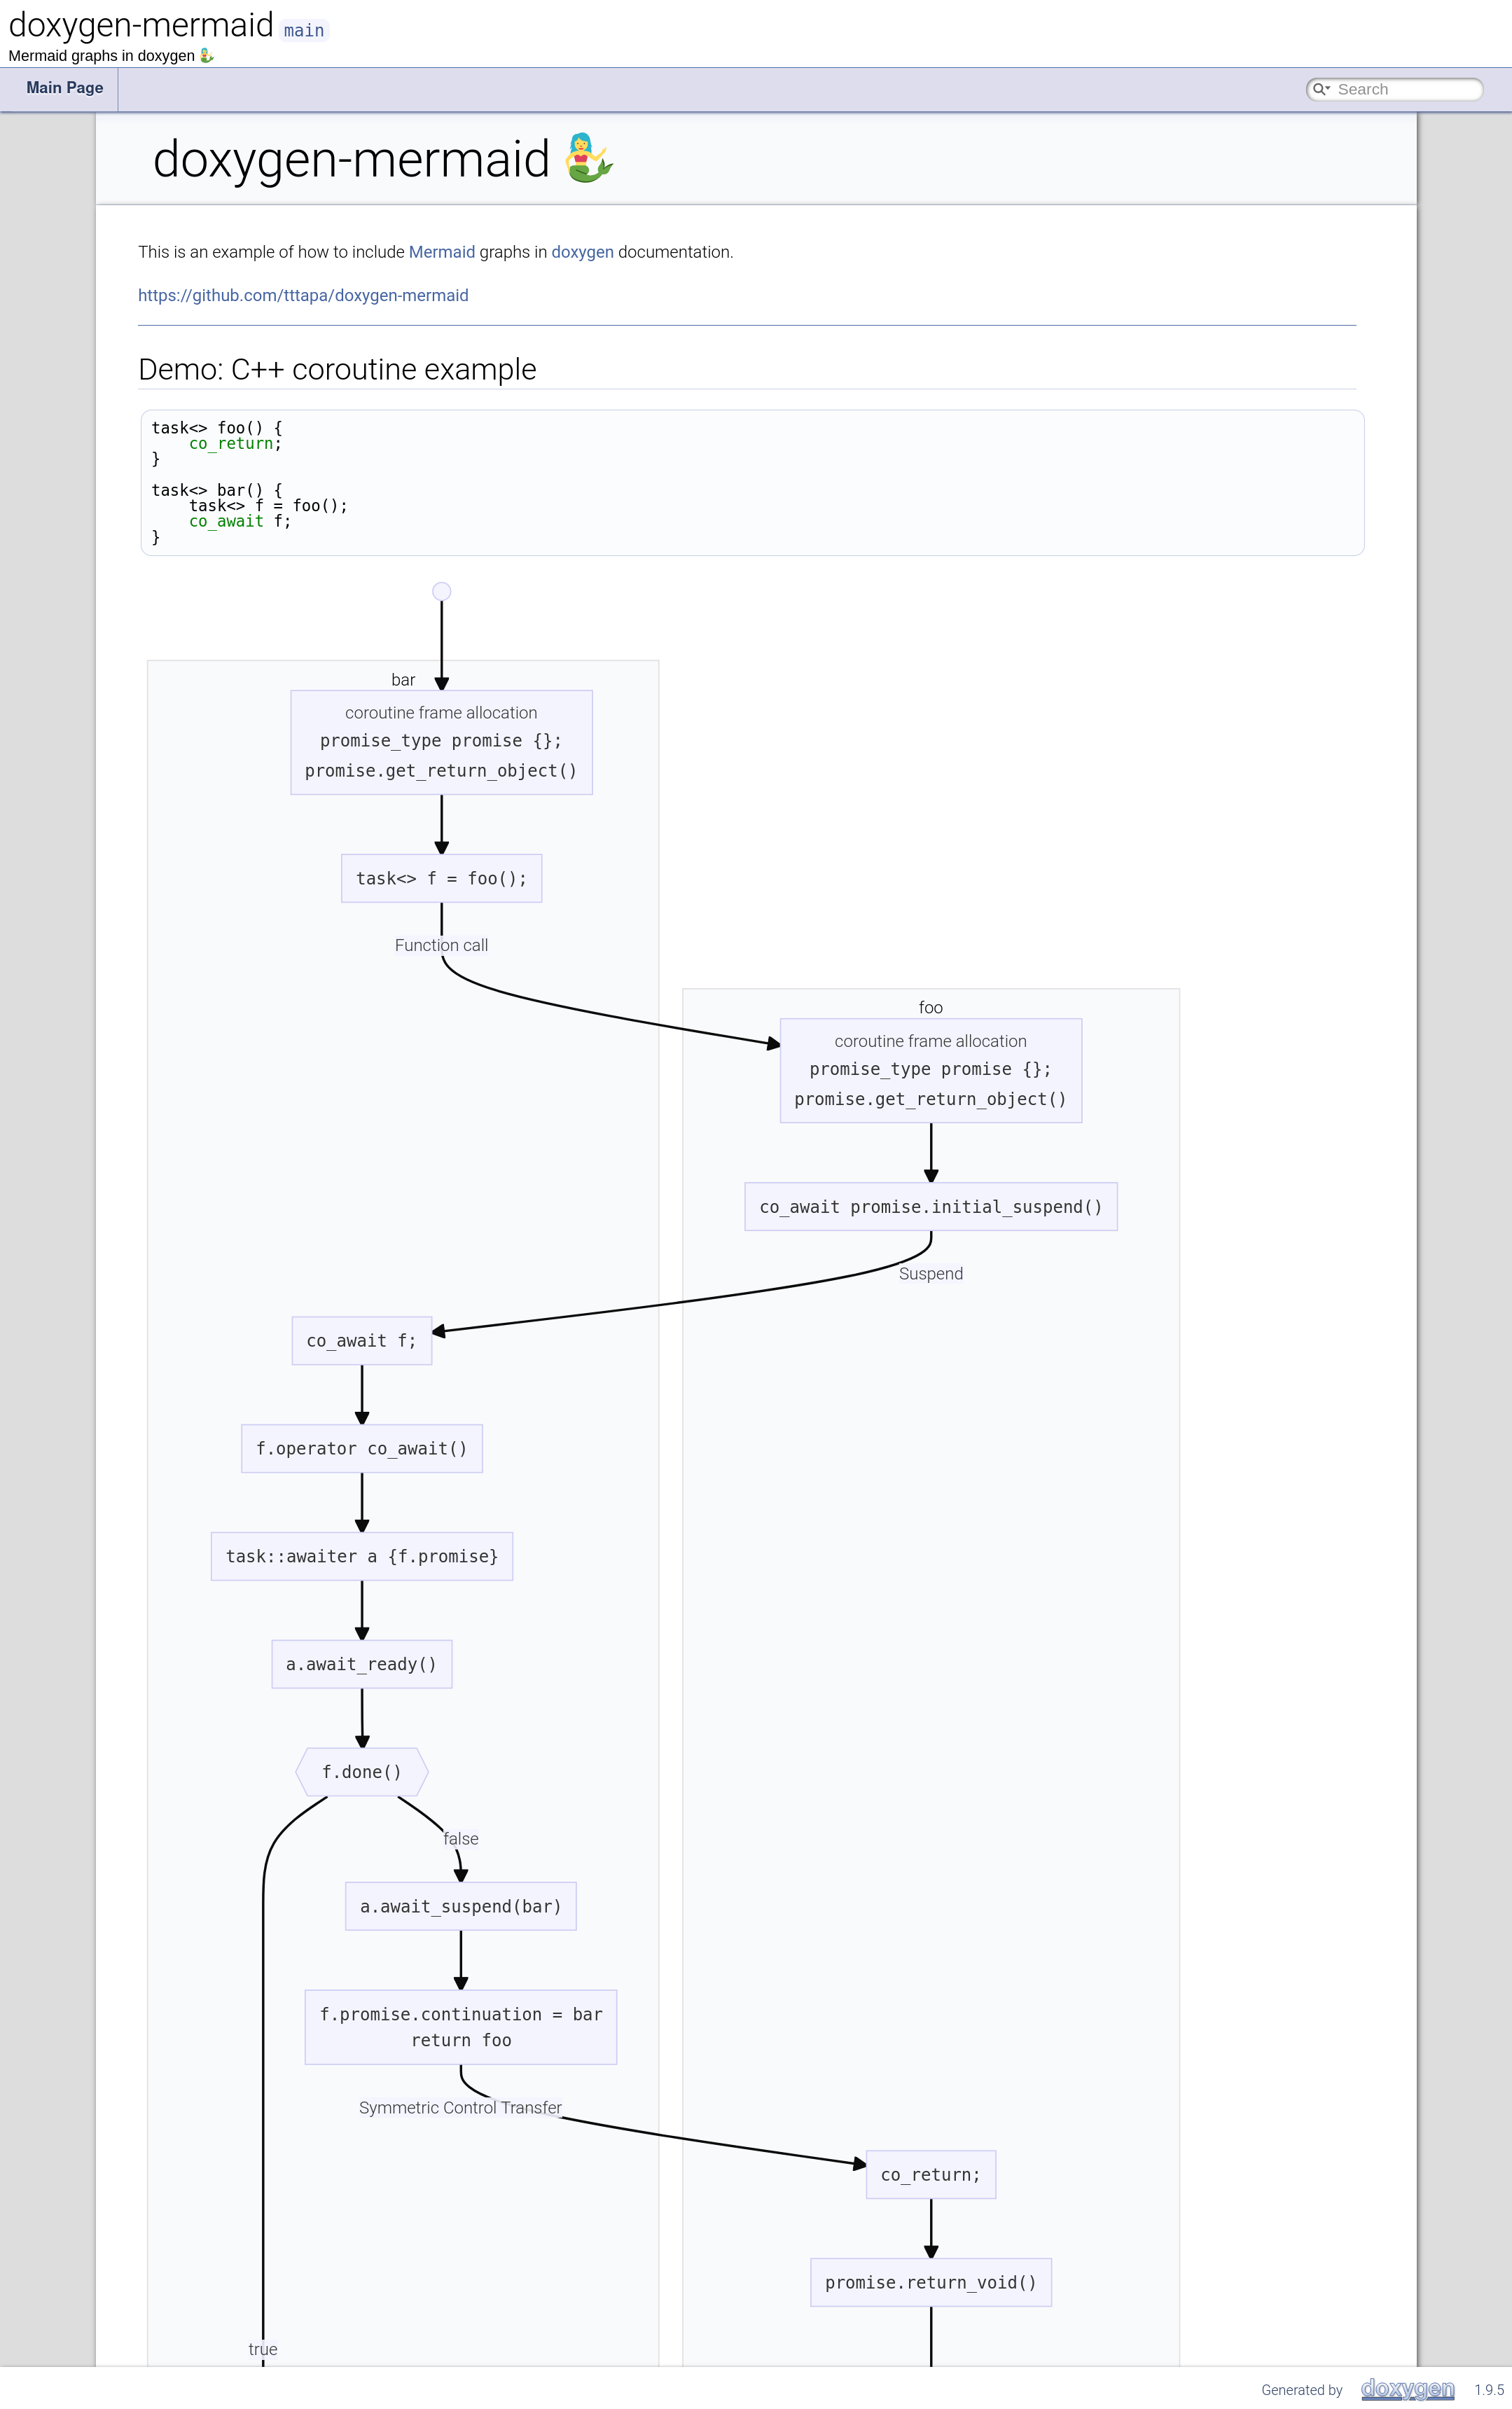 doxygen-mermaid main
Mermaid graphs in doxygen 🧜‍♀️
Main Page
Search
doxygen-mermaid 🧜‍♀️
This is an example of how to include Mermaid graphs in doxygen documentation.
https://github.com/tttapa/doxygen-mermaid
Demo: C++ coroutine example
task<> foo() {
    co_return;
}
task<> bar() {
    task<> f = foo();
    co_await f;
}
bar
coroutine frame allocation
promise_type promise {};
promise.get_return_object()
task<> f = foo();
Function call
foo
coroutine frame allocation
promise_type promise {};
promise.get_return_object()
co_await promise.initial_suspend()
Suspend
co_await f;
f.operator co_await()
task::awaiter a {f.promise}
a.await_ready()
f.done()
false
a.await_suspend(bar)
f.promise.continuation = bar
return foo
Symmetric Control Transfer
co_return;
promise.return_void()
true
Generated by doxygen 1.9.5